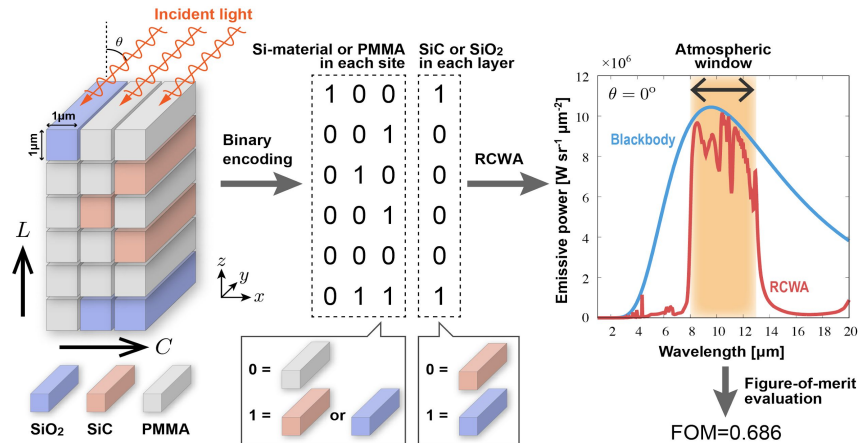 Incident light
θ
1μm
1μm
L
C
z
y
x
SiO₂
SiC
PMMA
Binary
encoding
Si-material or PMMA
in each site
1 0 0
0 0 1
0 1 0
0 0 1
0 0 0
0 1 1
0 =
1 =
or
SiC or SiO₂
in each layer
1
0
0
0
0
1
0 =
1 =
RCWA
Atmospheric
window
×10⁶
θ = 0°
Blackbody
RCWA
Emissive power [W sr⁻¹ μm⁻²]
12
10
8
6
4
2
0
2 4 6 8 10 12 14 16 18 20
Wavelength [μm]
Figure-of-merit
evaluation
FOM=0.686